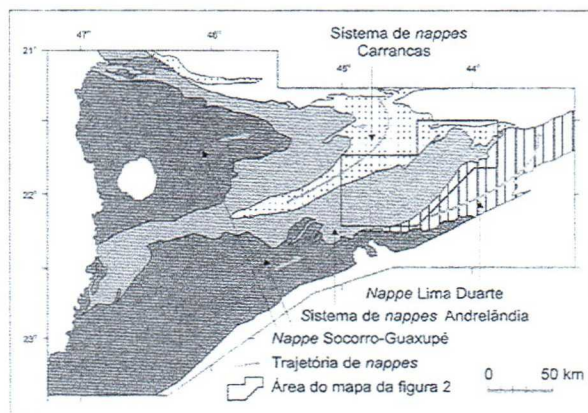 Sistema de nappes
Carrancas
21°
47°
46°
45°
44°
22°
23°
Nappe Lima Duarte
Sistema de nappes Andrelândia
Nappe Socorro-Guaxupé
Trajetória de nappes
Área do mapa da figura 2
0 50 km